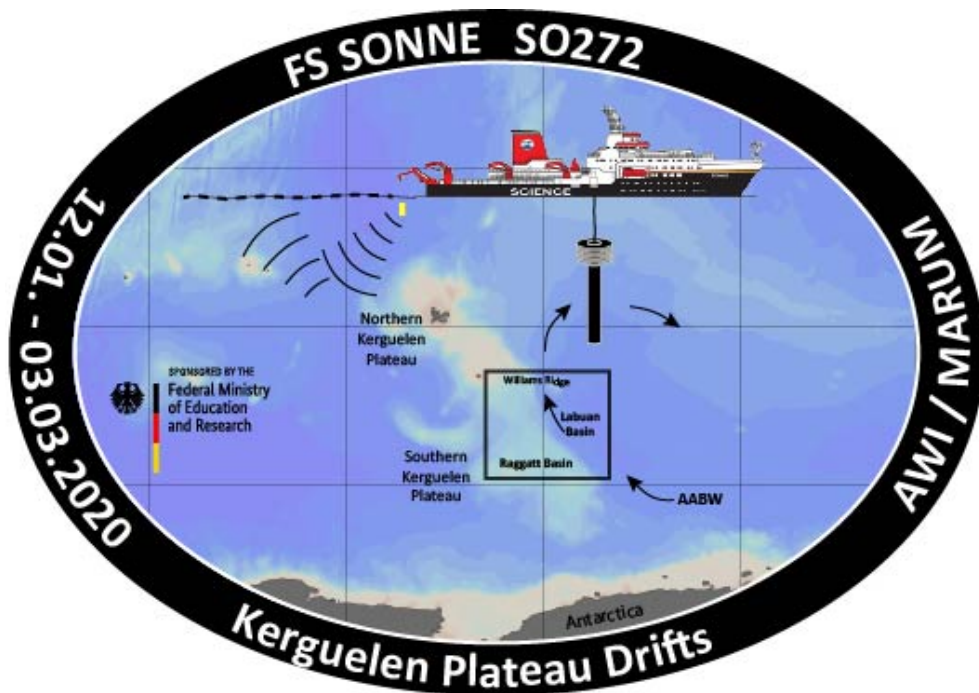 FS SONNE SO272
12.01. - 03.03.2020
AWI / MARUM
SCIENCE
Northern
Kerguelen
Plateau
SPONSORED BY THE
Federal Ministry
of Education
and Research
Williams Ridge
Labuan
Basin
Raggatt Basin
Southern
Kerguelen
Plateau
AABW
Antarctica
Kerguelen Plateau Drifts